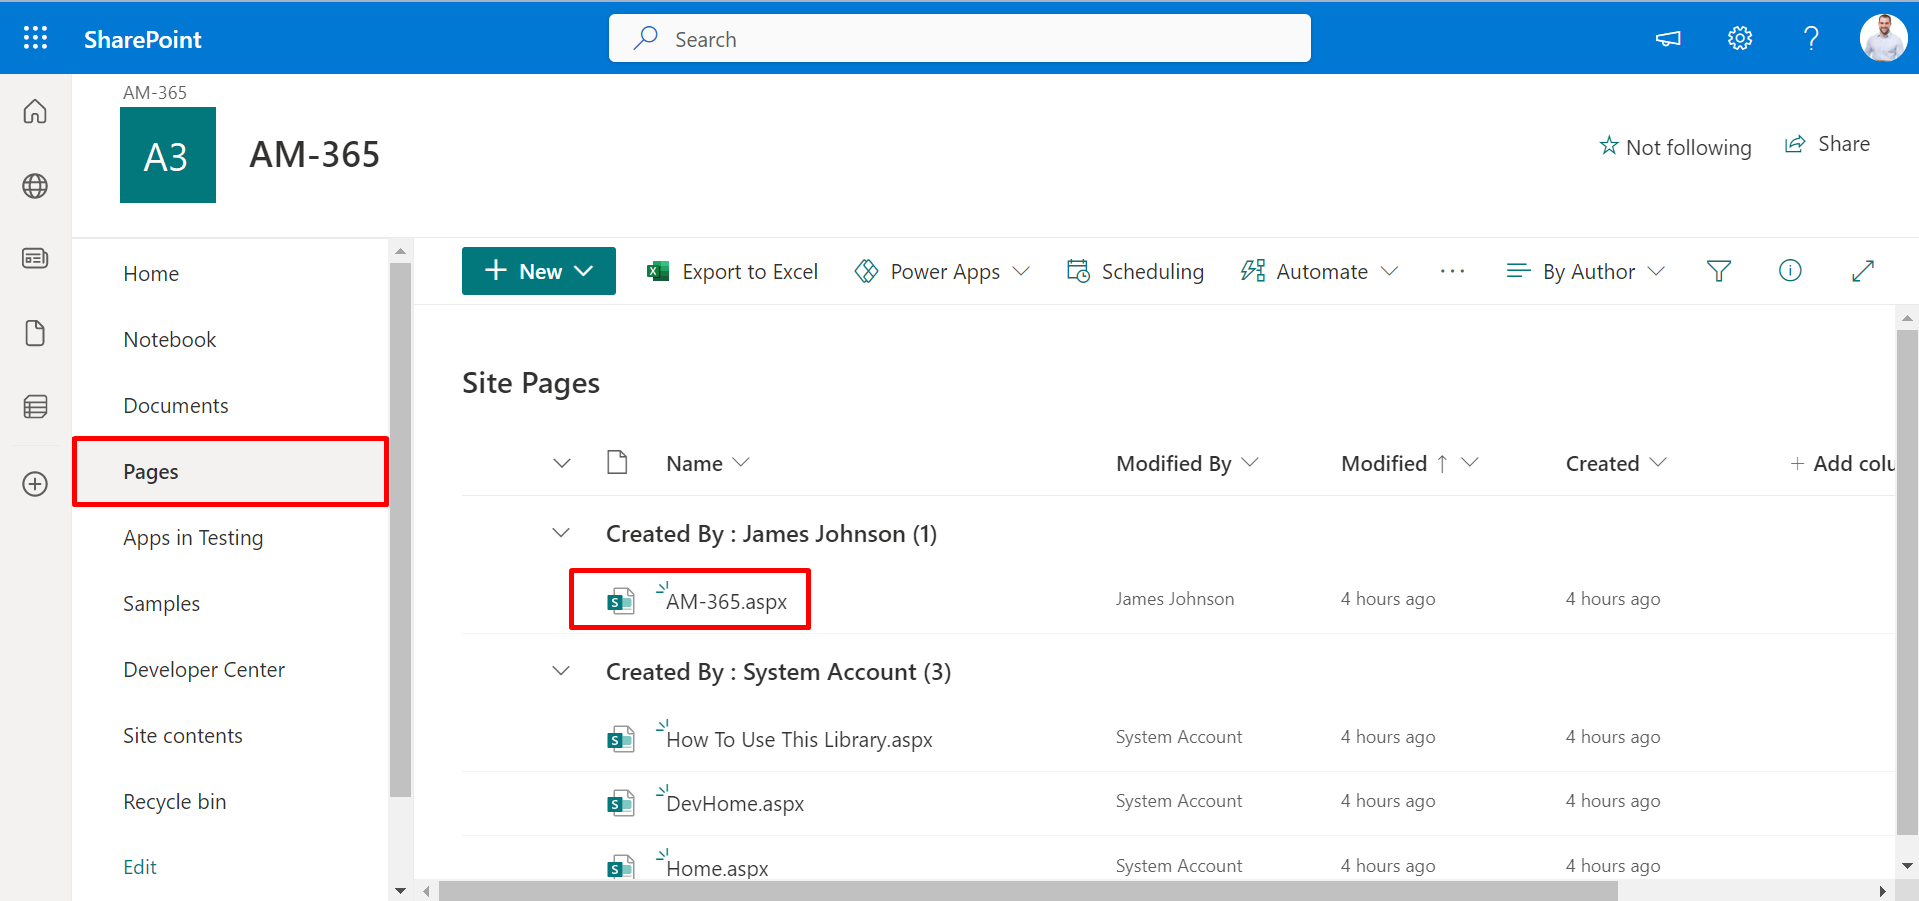 SharePoint
Search
AM-365
A3
AM-365
Not following
Share
Home
Notebook
Documents
Pages
Apps in Testing
Samples
Developer Center
Site contents
Recycle bin
Edit
New
Export to Excel
Power Apps
Scheduling
Automate
By Author
Site Pages
Name Modified By Modified ↑ Created + Add colu
Created By : James Johnson (1)
AM-365.aspx James Johnson 4 hours ago 4 hours ago
Created By : System Account (3)
How To Use This Library.aspx System Account 4 hours ago 4 hours ago
DevHome.aspx System Account 4 hours ago 4 hours ago
Home.aspx System Account 4 hours ago 4 hours ago